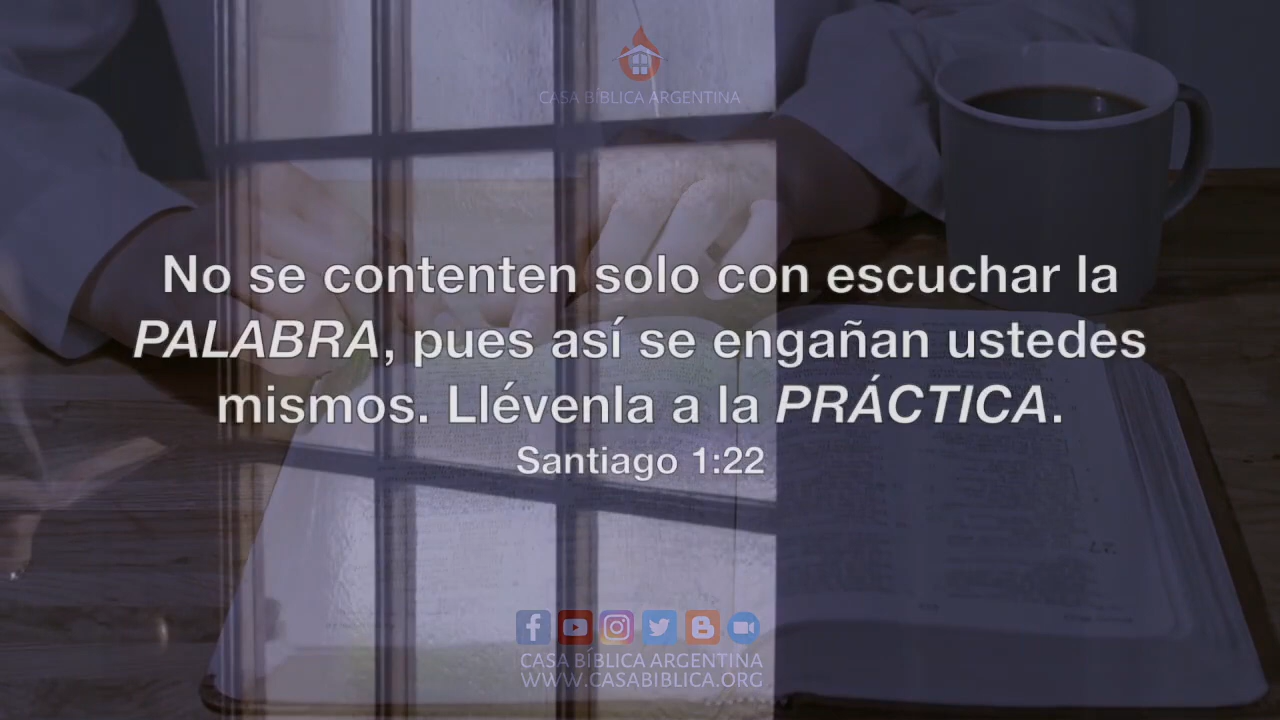 CASA BÍBLICA ARGENTINA
No se contenten solo con escuchar la
PALABRA, pues así se engañan ustedes
mismos. Llévenla a la PRÁCTICA.
Santiago 1:22
CASA BÍBLICA ARGENTINA
WWW.CASABIBLICA.ORG